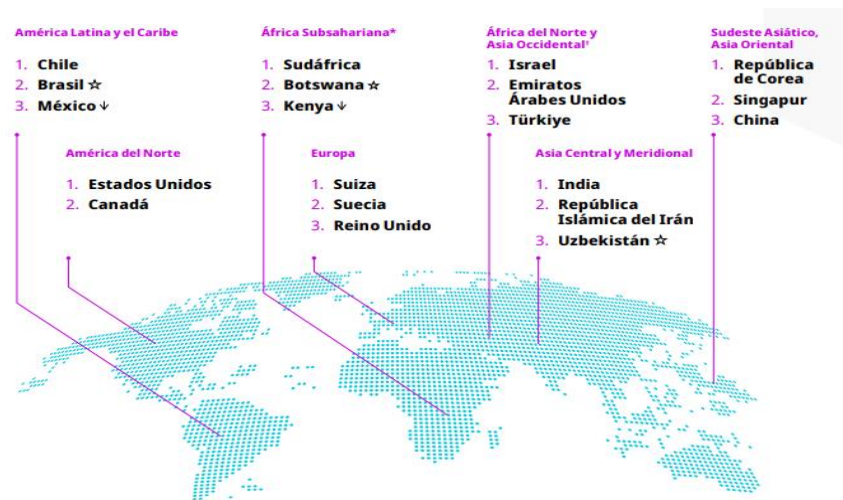 América Latina y el Caribe
1. Chile
2. Brasil ☆
3. México ↓
África Subsahariana*
1. Sudáfrica
2. Botswana ☆
3. Kenya ↓
África del Norte y
Asia Occidental†
1. Israel
2. Emiratos
Árabes Unidos
3. Türkiye
Sudeste Asiático,
Asia Oriental
1. República
de Corea
2. Singapur
3. China
América del Norte
1. Estados Unidos
2. Canadá
Europa
1. Suiza
2. Suecia
3. Reino Unido
Asia Central y Meridional
1. India
2. República
Islámica del Irán
3. Uzbekistán ☆